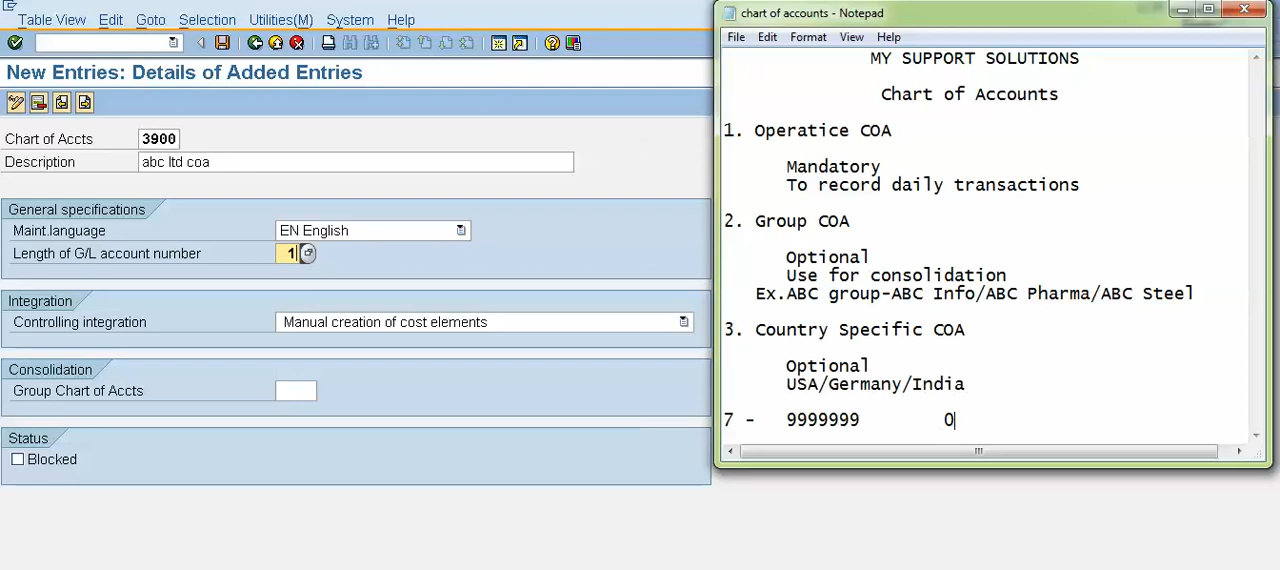 Table View Edit Goto Selection Utilities(M) System Help
New Entries: Details of Added Entries
Chart of Accts 3900
Description abc ltd coa
General specifications
Maint.language EN English
Length of G/L account number 1
Integration
Controlling integration Manual creation of cost elements
Consolidation
Group Chart of Accts
Status
Blocked
chart of accounts - Notepad
File Edit Format View Help
MY SUPPORT SOLUTIONS
Chart of Accounts
1. Operatice COA
Mandatory
To record daily transactions
2. Group COA
Optional
Use for consolidation
Ex.ABC group-ABC Info/ABC Pharma/ABC Steel
3. Country Specific COA
Optional
USA/Germany/India
7 - 9999999 0